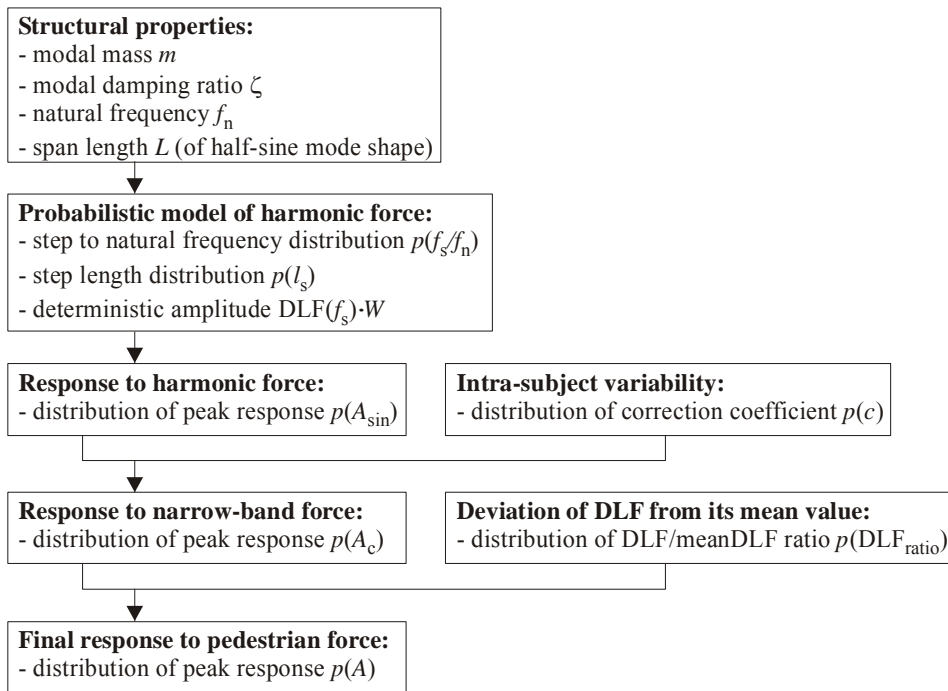 Structural properties:
- modal mass m
- modal damping ratio ζ
- natural frequency fn
- span length L (of half-sine mode shape)
Probabilistic model of harmonic force:
- step to natural frequency distribution p(fs/fn)
- step length distribution p(ls)
- deterministic amplitude DLF(fs)·W
Response to harmonic force:
- distribution of peak response p(Asin)
Intra-subject variability:
- distribution of correction coefficient p(c)
Response to narrow-band force:
- distribution of peak response p(Ac)
Deviation of DLF from its mean value:
- distribution of DLF/meanDLF ratio p(DLFratio)
Final response to pedestrian force:
- distribution of peak response p(A)